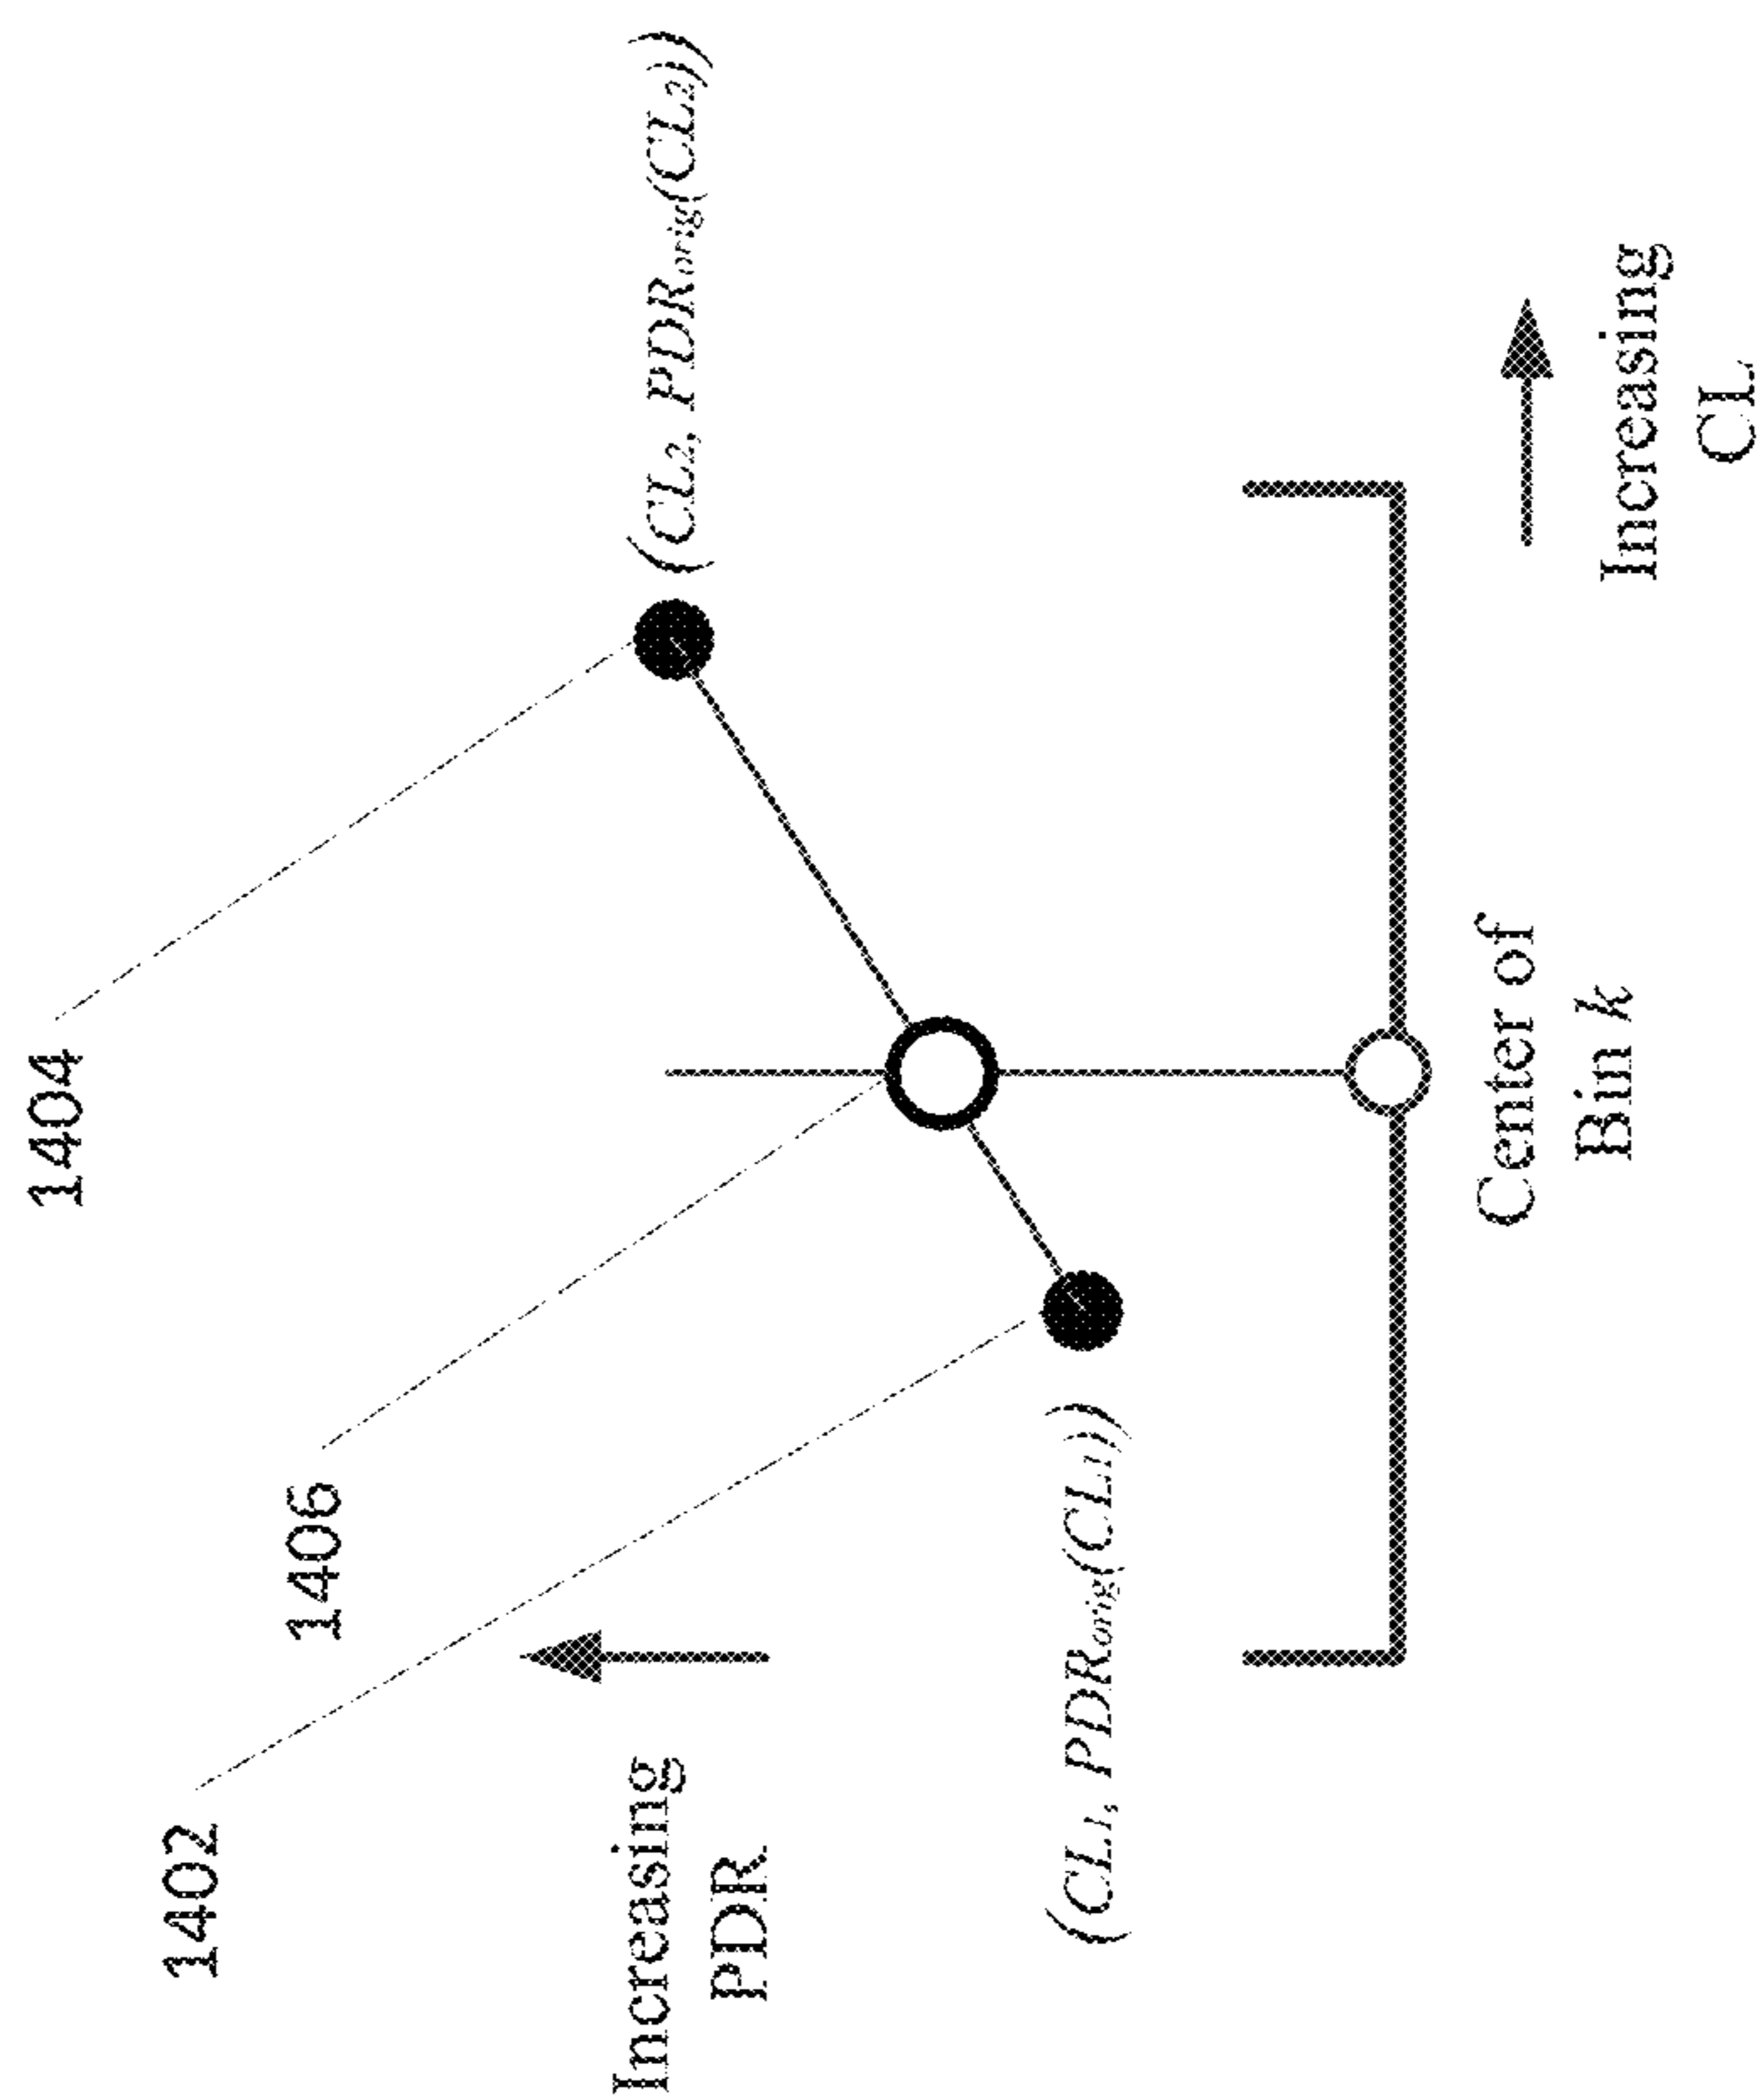 1404
1406
1402
(CL2, PDRorig(CL2))
Increasing
PDR
(CL1, PDRorig(CL1))
Center of
Bin k
Increasing
CL